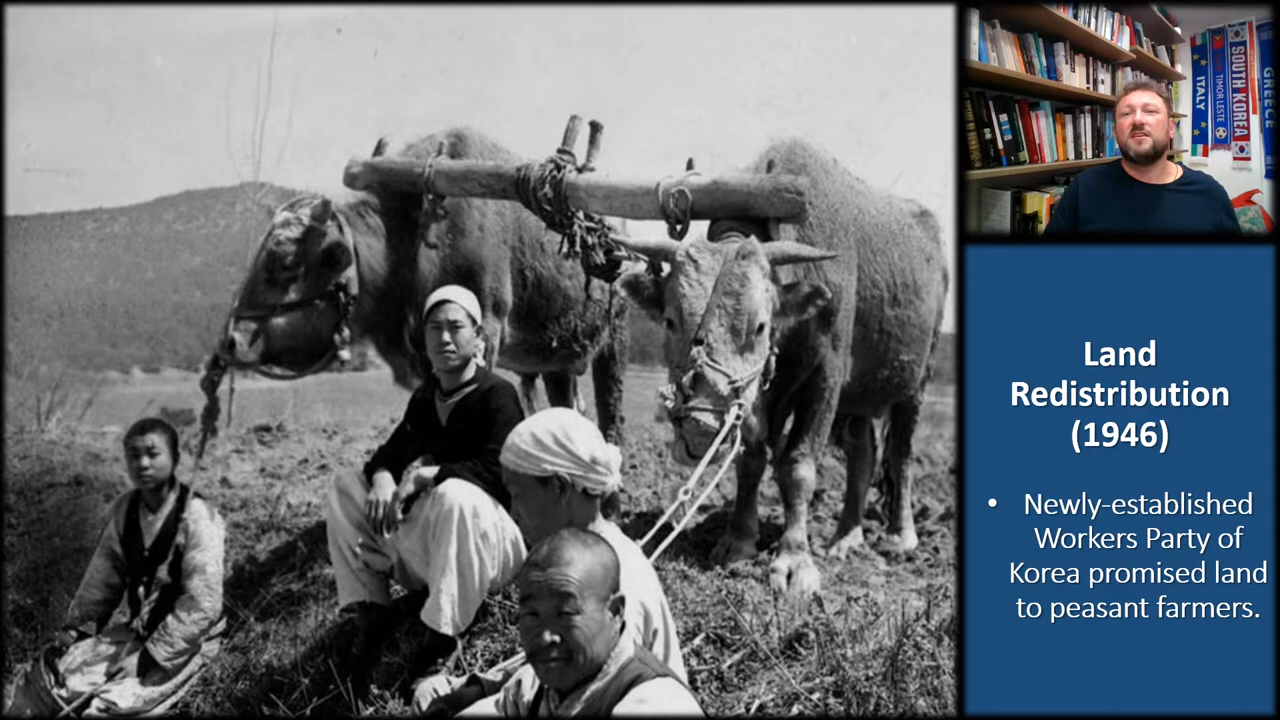 ITALY
TIMOR LESTE
SOUTH KOREA
GREECE
Land
Redistribution
(1946)
• Newly-established
Workers Party of
Korea promised land
to peasant farmers.